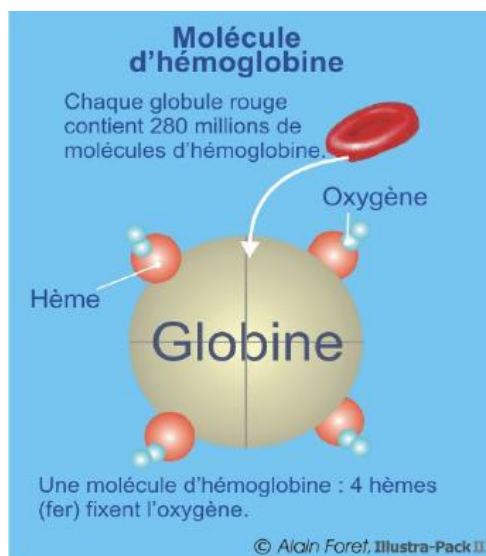 Molécule
d'hémoglobine
Chaque globule rouge
contient 280 millions de
molécules d'hémoglobine.
Oxygène
Hème
Globine
Une molécule d'hémoglobine : 4 hèmes
(fer) fixent l'oxygène.
© Alain Foret, Illustra-Pack II